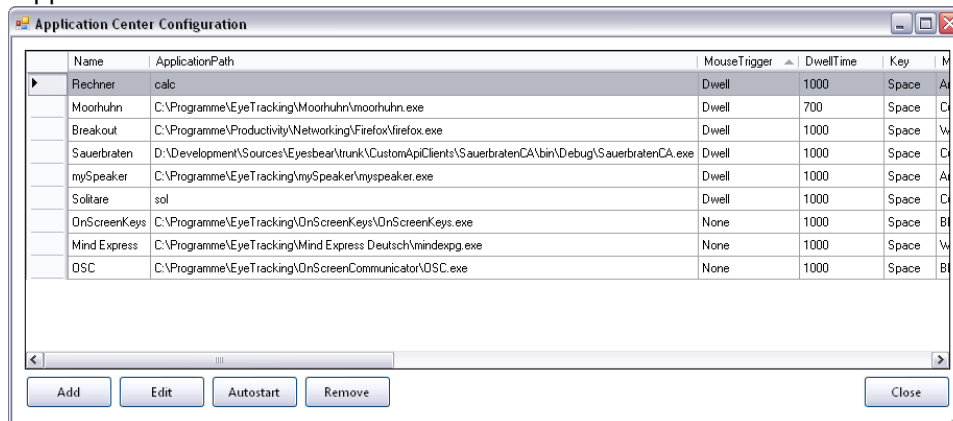 Application Center Configuration
Name ApplicationPath MouseTrigger DwellTime Key M
Rechner calc Dwell 1000 Space
Moorhuhn C:\Programme\EyeTracking\Moorhuhn\moorhuhn.exe Dwell 700 Space
Breakout C:\Programme\Productivity\Networking\Firefox\firefox.exe Dwell 1000 Space
Sauerbraten D:\Development\Sources\Eyesbear\trunk\CustomApiClients\SauerbratenCA\bin\Debug\SauerbratenCA.exe Dwell 1000 Space
mySpeaker C:\Programme\EyeTracking\mySpeaker\myspeaker.exe Dwell 1000 Space
Solitare sol Dwell 1000 Space
OnScreenKeys C:\Programme\EyeTracking\OnScreenKeys\OnScreenKeys.exe None 1000 Space Bl
Mind Express C:\Programme\EyeTracking\Mind Express Deutsch\mindexpg.exe None 1000 Space
OSC C:\Programme\EyeTracking\OnScreenCommunicator\OSC.exe None 1000 Space Bl
Add Edit Autostart Remove Close